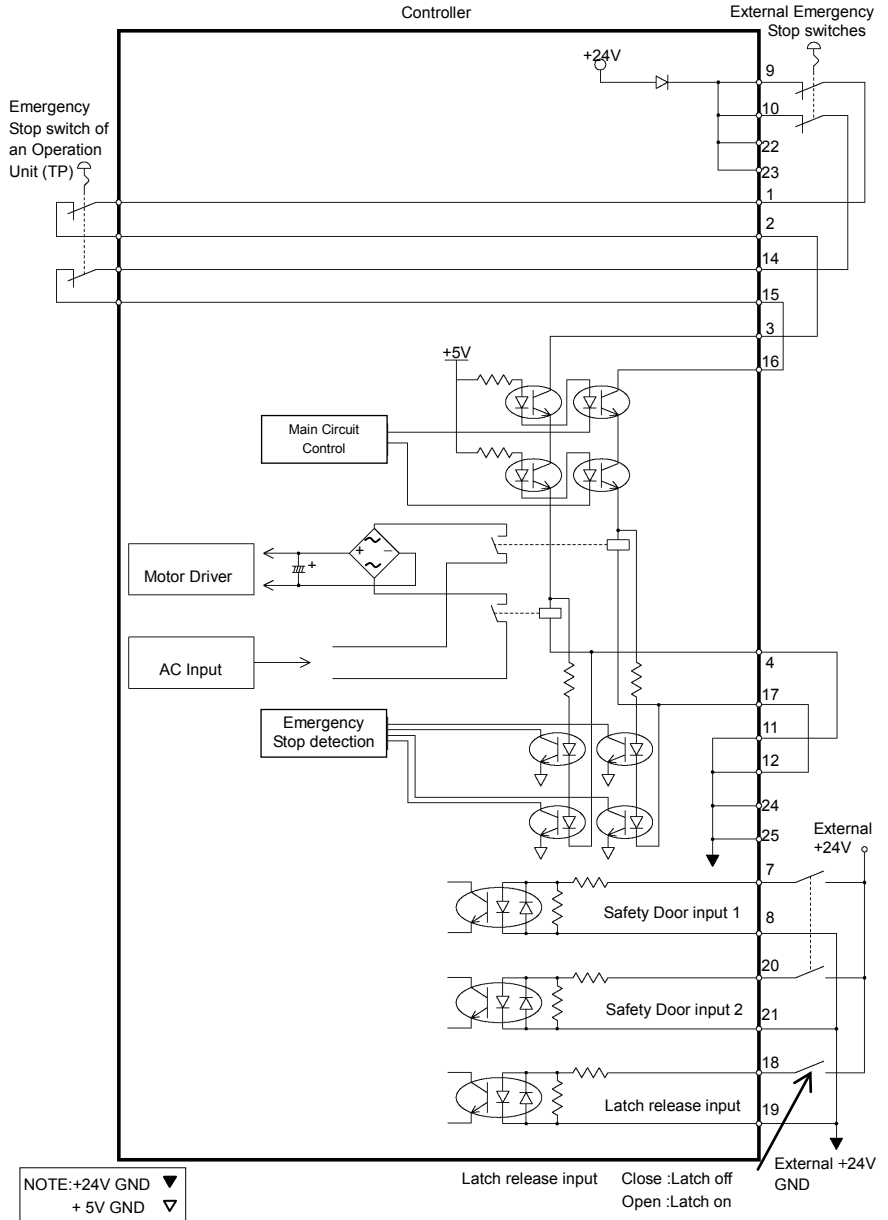 Controller
External Emergency
Stop switches
+24V
9
10
22
23
Emergency
Stop switch of
an Operation
Unit (TP)
1
2
14
15
3
16
+5V
Main Circuit
Control
+
−
+
Motor Driver
AC Input
4
17
Emergency
Stop detection
11
12
24
25
External
+24V
7
Safety Door input 1
8
20
Safety Door input 2
21
18
Latch release input
19
External +24V
GND
Latch release input Close :Latch off
Open :Latch on
NOTE:+24V GND ▼
+ 5V GND ▽